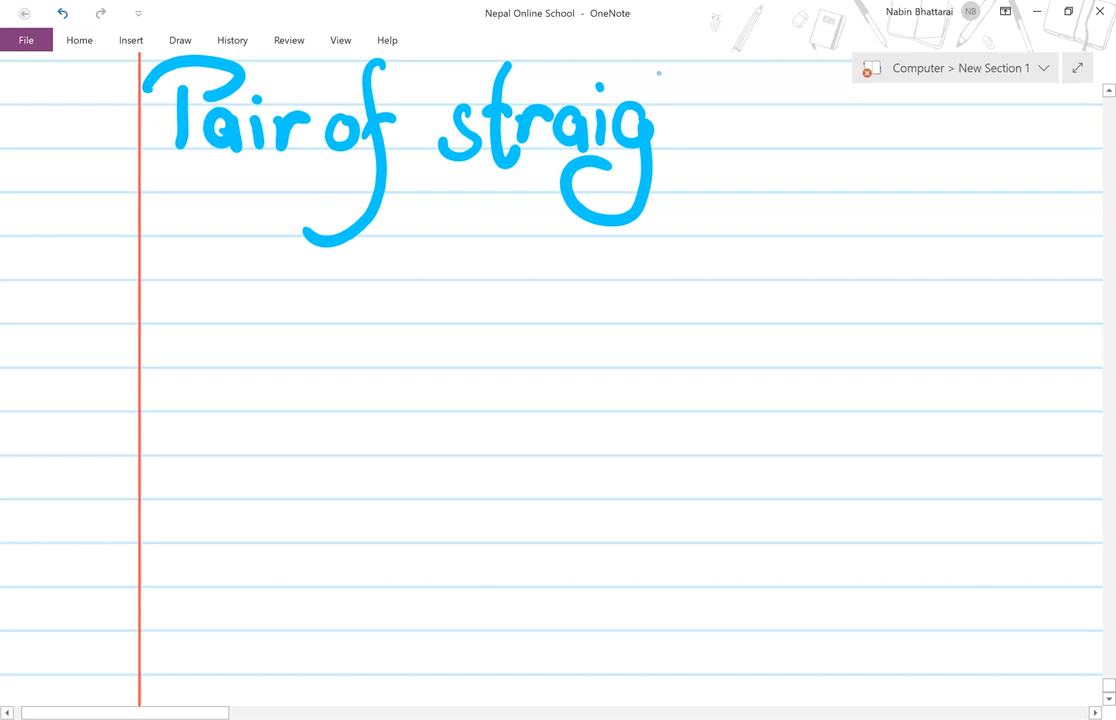 Nepal Online School - OneNote
Nabin Bhattarai NB
File Home Insert Draw History Review View Help
Computer > New Section 1
Pair of straig